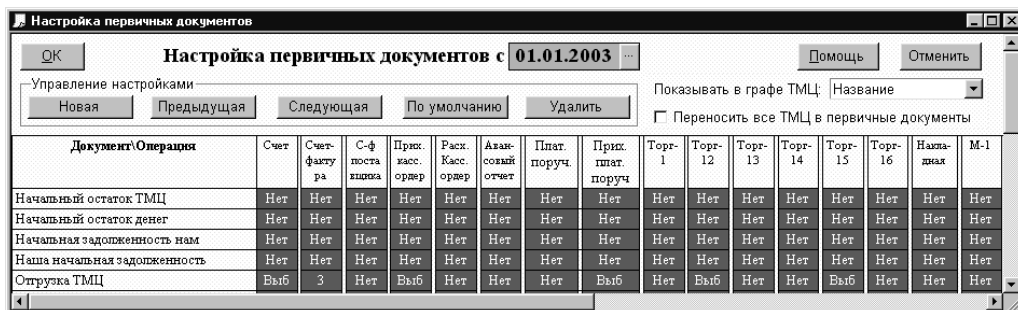 Настройка первичных документов
ОК Настройка первичных документов с 01.01.2003 ... Помощь Отменить
Управление настройками
Новая Предыдущая Следующая По умолчанию Удалить
Показывать в графе ТМЦ: Название
Переносить все ТМЦ в первичные документы
Документ\Операция Счет Счет-фактура С-ф поставщика Прих. касс. ордер Расх. Касс. ордер Аван-совый отчет Плат. поруч. Прих. плат. поруч Торг-1 Торг-12 Торг-13 Торг-14 Торг-15 Торг-16 Накла-дная М-1
Начальный остаток ТМЦ Нет Нет Нет Нет Нет Нет Нет Нет Нет Нет Нет Нет Нет Нет Нет Нет
Начальный остаток денег Нет Нет Нет Нет Нет Нет Нет Нет Нет Нет Нет Нет Нет Нет Нет Нет
Начальная задолженность нам Нет Нет Нет Нет Нет Нет Нет Нет Нет Нет Нет Нет Нет Нет Нет Нет
Наша начальная задолженность Нет Нет Нет Нет Нет Нет Нет Нет Нет Нет Нет Нет Нет Нет Нет Нет
Отгрузка ТМЦ Выб 3 Нет Выб Нет Нет Нет Выб Нет Выб Нет Нет Выб Нет Нет Нет